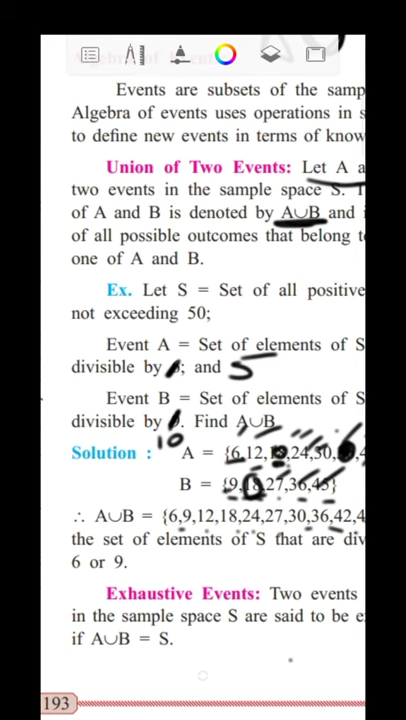 Events are subsets of the samp
Algebra of events uses operations in s
to define new events in terms of know
Union of Two Events: Let A a
two events in the sample space S.
of A and B is denoted by A∪B and i
of all possible outcomes that belong t
one of A and B.
Ex. Let S = Set of all positive
not exceeding 50;
Event A = Set of elements of S
divisible by ; and 5
Event B = Set of elements of S
divisible by . Find A∪B
10
Solution : A = {6,12,18,24,30,
B = {9,18,27,36,45}
∴ A∪B = {6,9,12,18,24,27,30,36,42,4
the set of elements of S that are div
6 or 9.
Exhaustive Events: Two events
in the sample space S are said to be e
if A∪B = S.
193